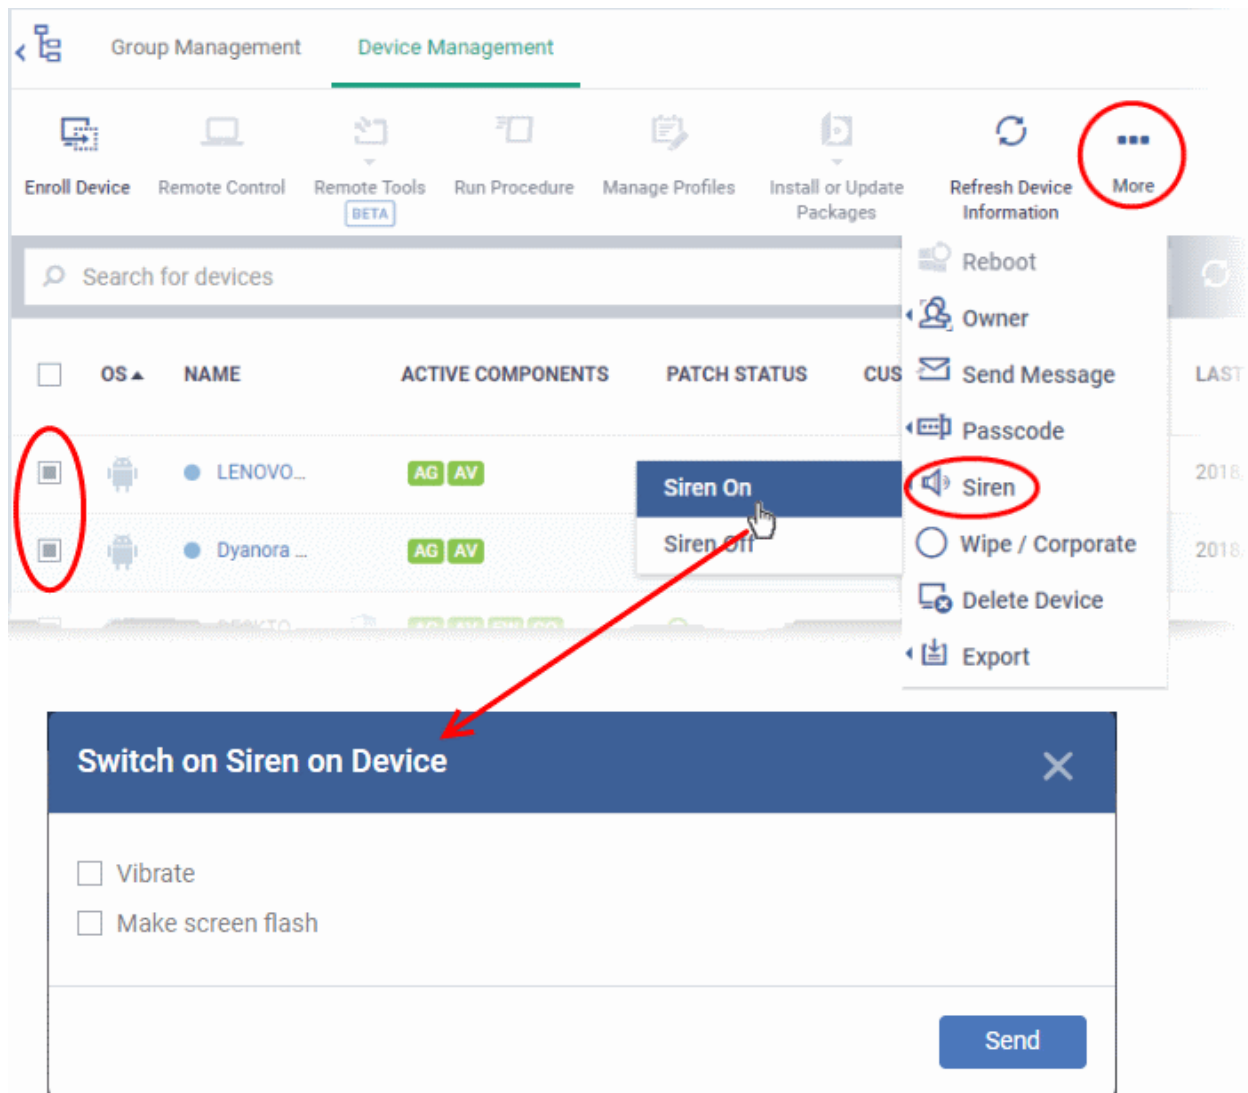 Group Management Device Management
Enroll Device Remote Control Remote Tools Run Procedure Manage Profiles Install or Update Refresh Device More
BETA Packages Information
Search for devices
Reboot
Owner
OS NAME ACTIVE COMPONENTS PATCH STATUS CUS Send Message LAST
Passcode
LENOVO... AG AV Siren On Siren 2018
Dyanora ... AG AV Siren Off Wipe / Corporate 2018
Delete Device
AG AV
Export
Switch on Siren on Device
Vibrate
Make screen flash
Send